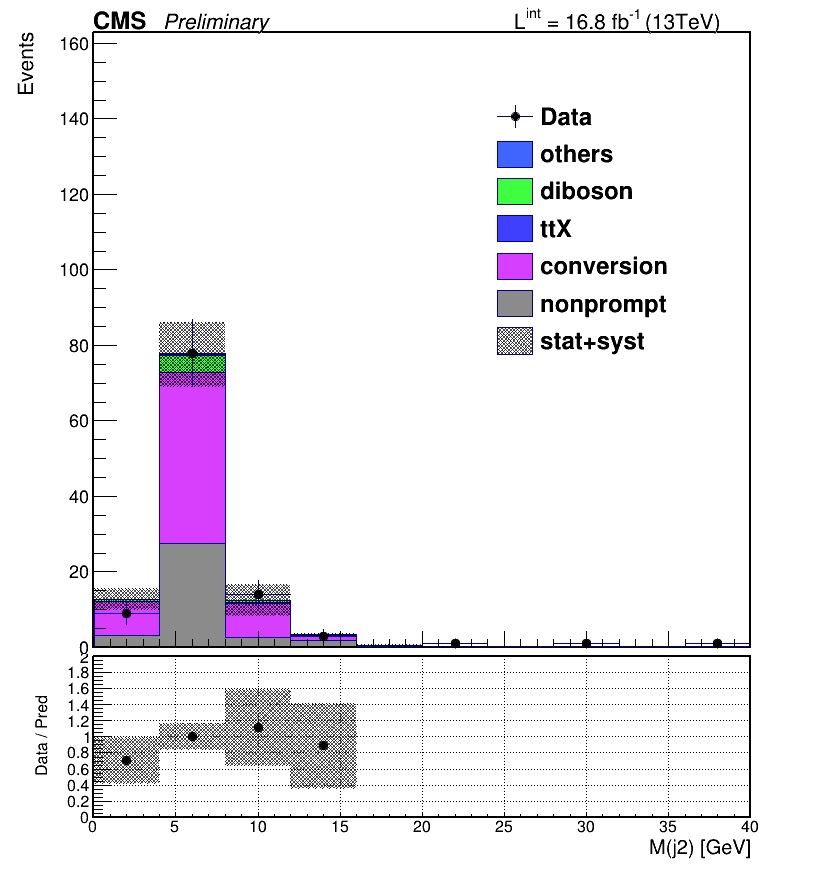 CMS Preliminary L^int = 16.8 fb^-1 (13TeV)
Events
160
140
120
100
80
60
40
20
0
Data
others
diboson
ttX
conversion
nonprompt
stat+syst
Data / Pred
2
1.8
1.6
1.4
1.2
1
0.8
0.6
0.4
0.2
0
0 5 10 15 20 25 30 35 40
M(j2) [GeV]